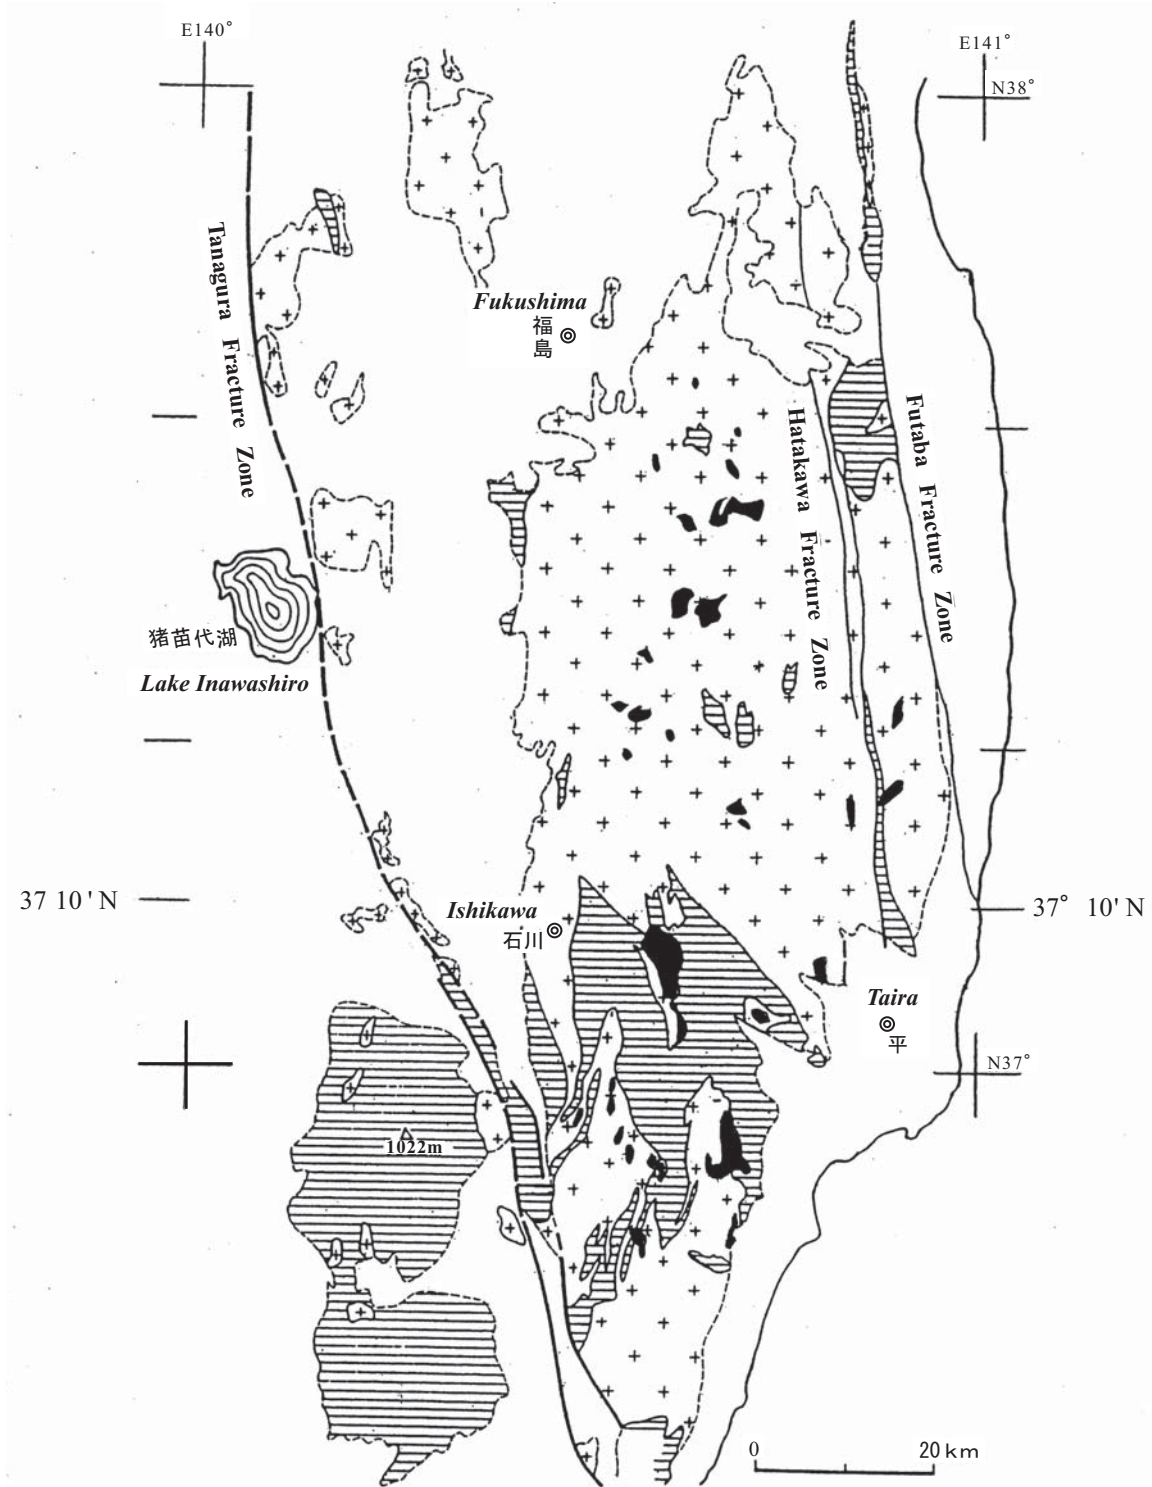 E140°
E141°
N38°
Tanagura Fracture Zone
Fukushima
福
島
Hatakawa Fracture Zone
Futaba Fracture Zone
猪苗代湖
Lake Inawashiro
37 10' N
37° 10' N
Ishikawa
石川
Taira
平
N37°
1022m
0
20 km